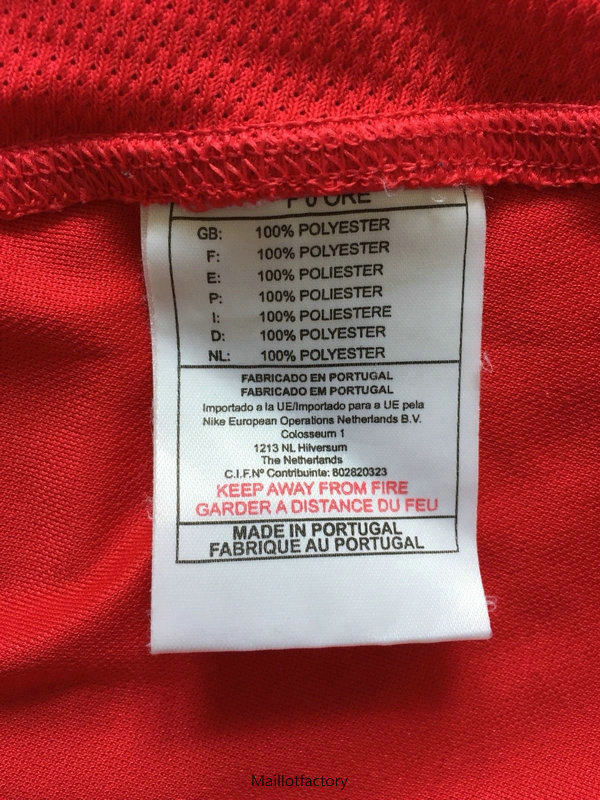 GB: 100% POLYESTER
F: 100% POLYESTER
E: 100% POLIESTER
P: 100% POLIESTER
I: 100% POLIESTERE
D: 100% POLYESTER
NL: 100% POLYESTER
FABRICADO EN PORTUGAL
FABRICADO EM PORTUGAL
Importado a la UE/Importado para a UE pela
Nike European Operations Netherlands B.V.
Colosseum 1
1213 NL Hilversum
The Netherlands
C.I.F.Nº Contribuinte: 802820323
KEEP AWAY FROM FIRE
GARDER A DISTANCE DU FEU
MADE IN PORTUGAL
FABRIQUE AU PORTUGAL
Maillotfactory